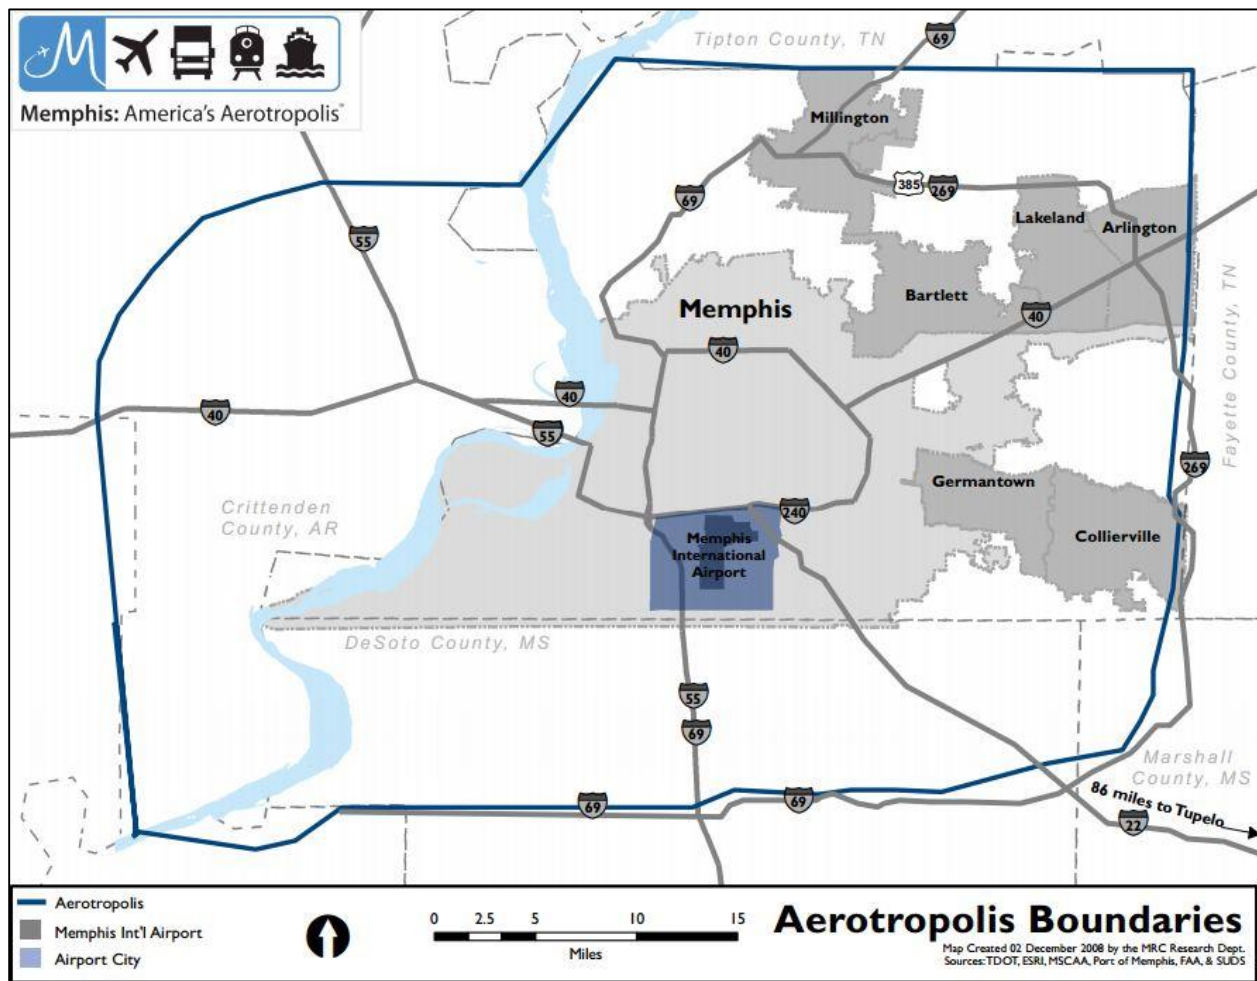 Memphis: America's Aerotropolis™
Tipton County, TN
69
Millington
385
269
69
Lakeland
Arlington
55
Bartlett
Memphis
40
40
Fayette County, TN
40
40
55
269
Germantown
Crittenden
County, AR
240
Memphis
International
Airport
Collierville
DeSoto County, MS
55
69
Marshall
County, MS
69
69
86 miles to Tupelo
22
Aerotropolis
Memphis Int'l Airport
Airport City
0 2.5 5 10 15
Miles
Aerotropolis Boundaries
Map Created 02 December 2008 by the MRC Research Dept.
Sources: TDOT, ESRI, MSCAA, Port of Memphis, FAA, & SUDS